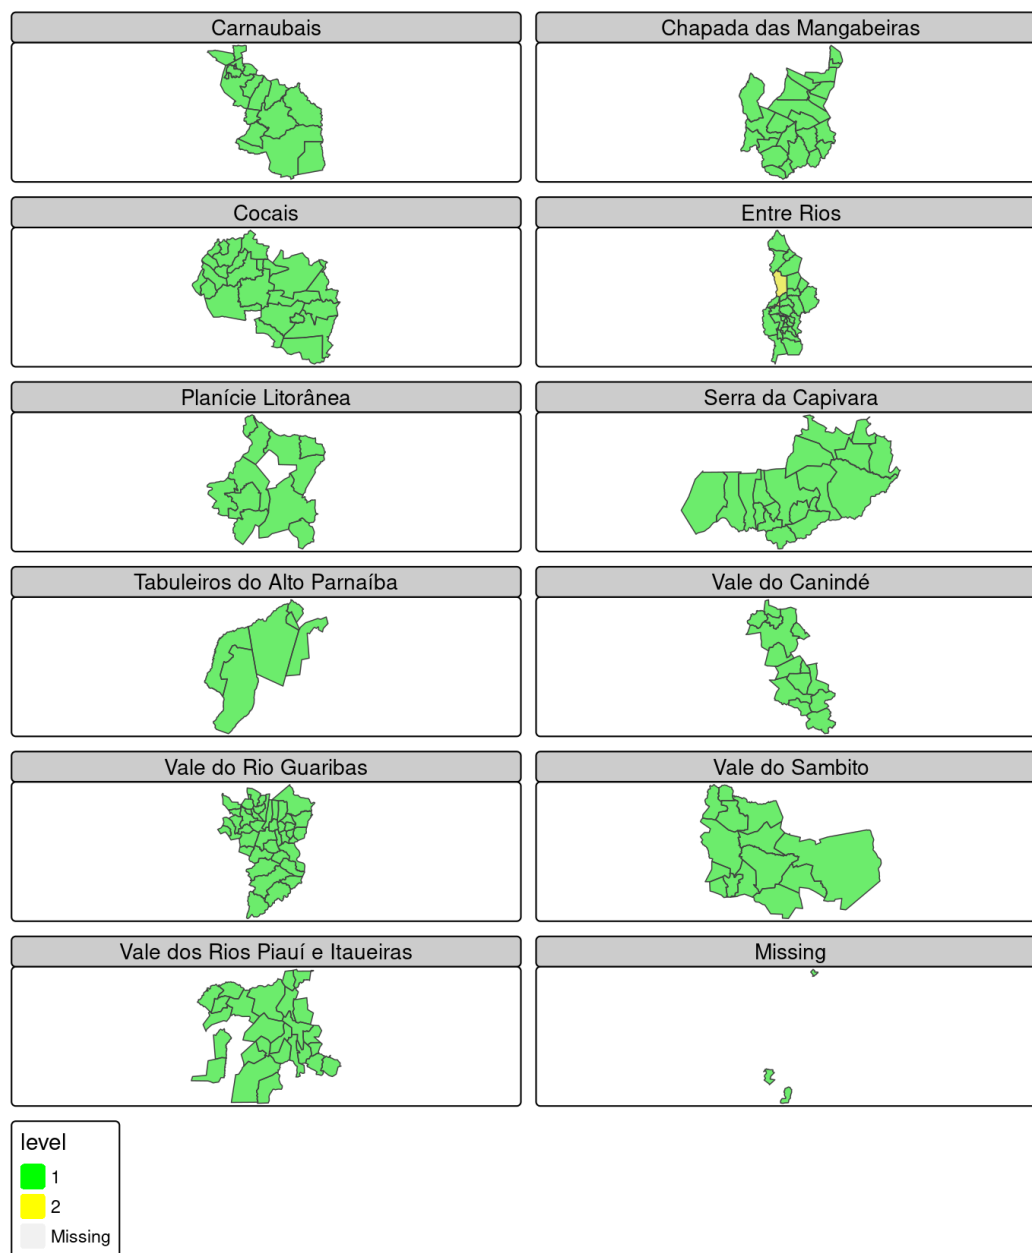 Carnaubais
Chapada das Mangabeiras
Cocais
Entre Rios
Planície Litorânea
Serra da Capivara
Tabuleiros do Alto Parnaíba
Vale do Canindé
Vale do Rio Guaribas
Vale do Sambito
Vale dos Rios Piauí e Itaueiras
Missing
level
1
2
Missing